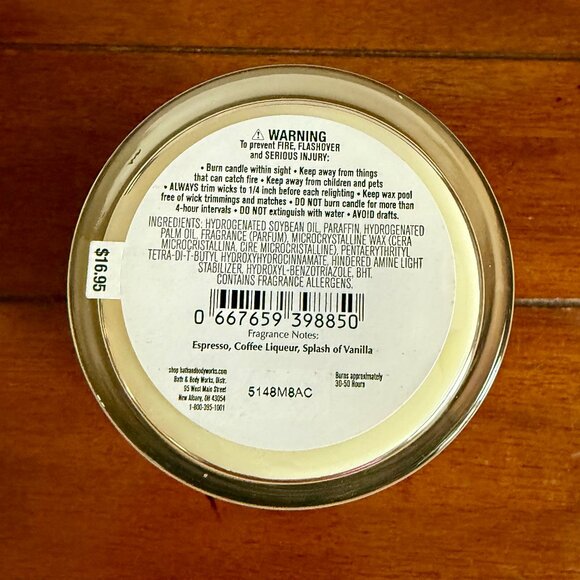 ⚠ WARNING
To prevent FIRE, FLASHOVER
and SERIOUS INJURY:
• Burn candle within sight • Keep away from things
that can catch fire • Keep away from children and pets
• ALWAYS trim wicks to 1/4 inch before each relighting • Keep wax pool
free of wick trimmings and matches • DO NOT burn candle for more than
4-hour intervals • DO NOT extinguish with water • AVOID drafts.
INGREDIENTS: HYDROGENATED SOYBEAN OIL, PARAFFIN, HYDROGENATED
PALM OIL, FRAGRANCE (PARFUM), MICROCRYSTALLINE WAX (CERA
MICROCRISTALLINA, CIRE MICROCRISTALLINE), PENTAERYTHRITYL
TETRA-DI-T-BUTYL HYDROXYHYDROCINNAMATE, HINDERED AMINE LIGHT
STABILIZER, HYDROXYL-BENZOTRIAZOLE, BHT.
CONTAINS FRAGRANCE ALLERGENS.
$16.95
0 667659 398850
Fragrance Notes:
Espresso, Coffee Liqueur, Splash of Vanilla
shop bathandbodyworks.com
Bath & Body Works, Distr.
95 West Main Street
New Albany, OH 43054
1-800-395-1001
5148M8AC
Burns approximately
30-50 Hours